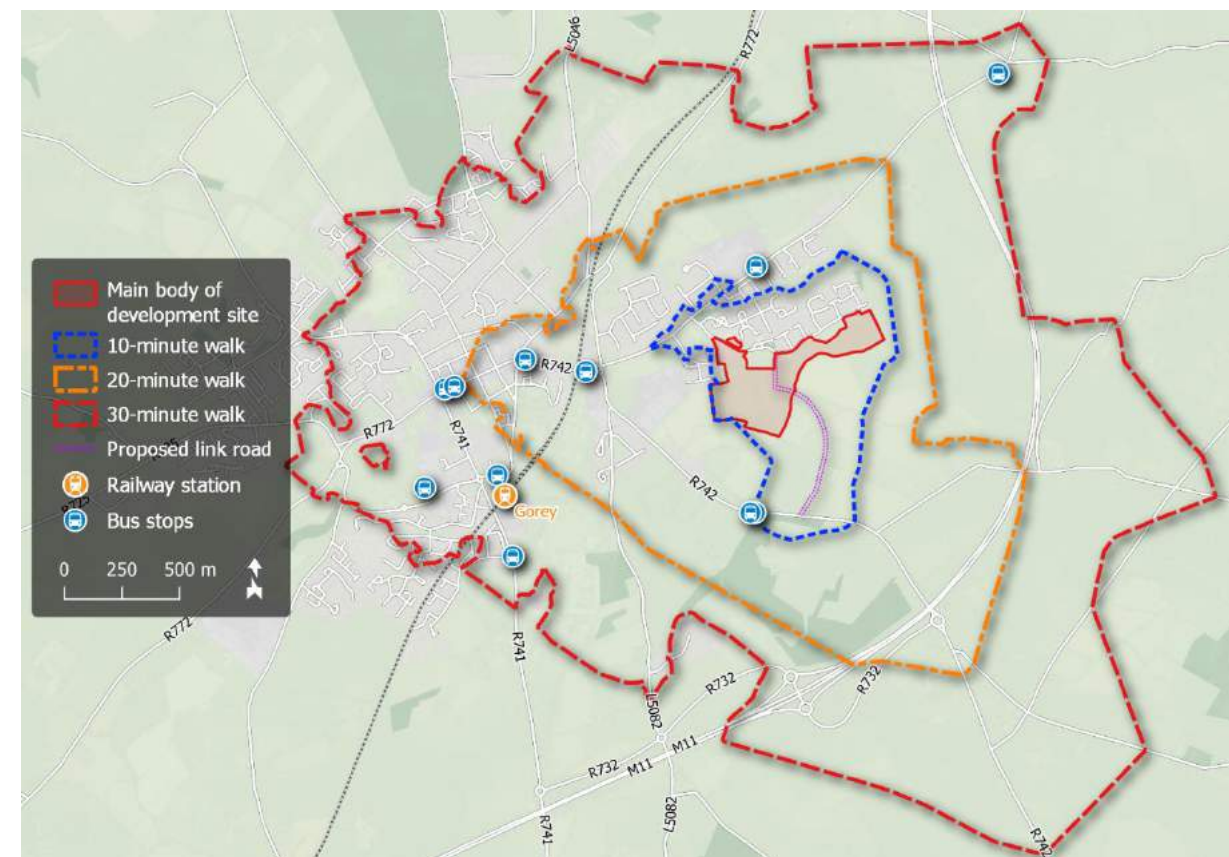 L5046
R772
Main body of
development site
10-minute walk
20-minute walk
30-minute walk
Proposed link road
Railway station
Bus stops
0 250 500 m
R742
R772
R741
R772
R742
Gorey
R772
R741
L5082
R732
R732
M11
R732
M11
L5082
R741
R742